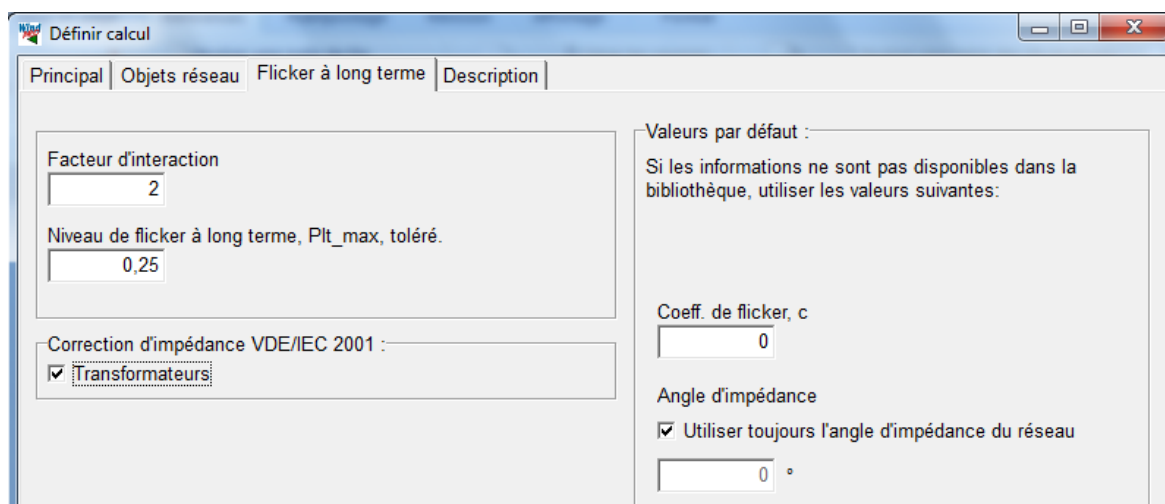 Définir calcul
Principal
Objets réseau
Flicker à long terme
Description
Facteur d'interaction
2
Niveau de flicker à long terme, Plt_max, toléré.
0,25
Correction d'impédance VDE/IEC 2001 :
Transformateurs
Valeurs par défaut :
Si les informations ne sont pas disponibles dans la
bibliothèque, utiliser les valeurs suivantes:
Coeff. de flicker, c
0
Angle d'impédance
Utiliser toujours l'angle d'impédance du réseau
0 °